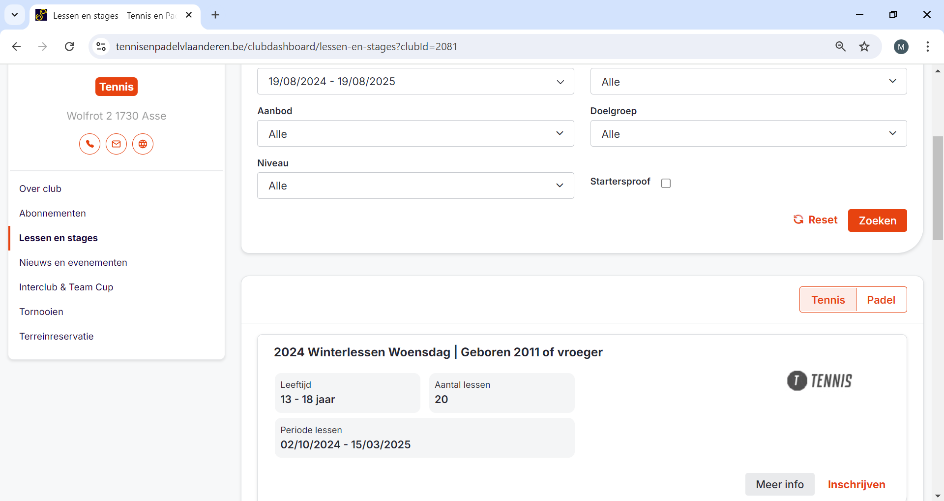 Lessen en stages - Tennis en Pa
tennisenpadelvlaanderen.be/clubdashboard/lessen-en-stages?clubId=2081
M
Tennis
Wolfrot 2 1730 Asse
Over club
Abonnementen
Lessen en stages
Nieuws en evenementen
Interclub & Team Cup
Tornooien
Terreinreservatie
19/08/2024 - 19/08/2025
Alle
Aanbod
Doelgroep
Alle
Alle
Niveau
Alle
Startersproof
Reset
Zoeken
Tennis
Padel
2024 Winterlessen Woensdag | Geboren 2011 of vroeger
Leeftijd
13 - 18 jaar
Aantal lessen
20
T TENNIS
Periode lessen
02/10/2024 - 15/03/2025
Meer info
Inschrijven